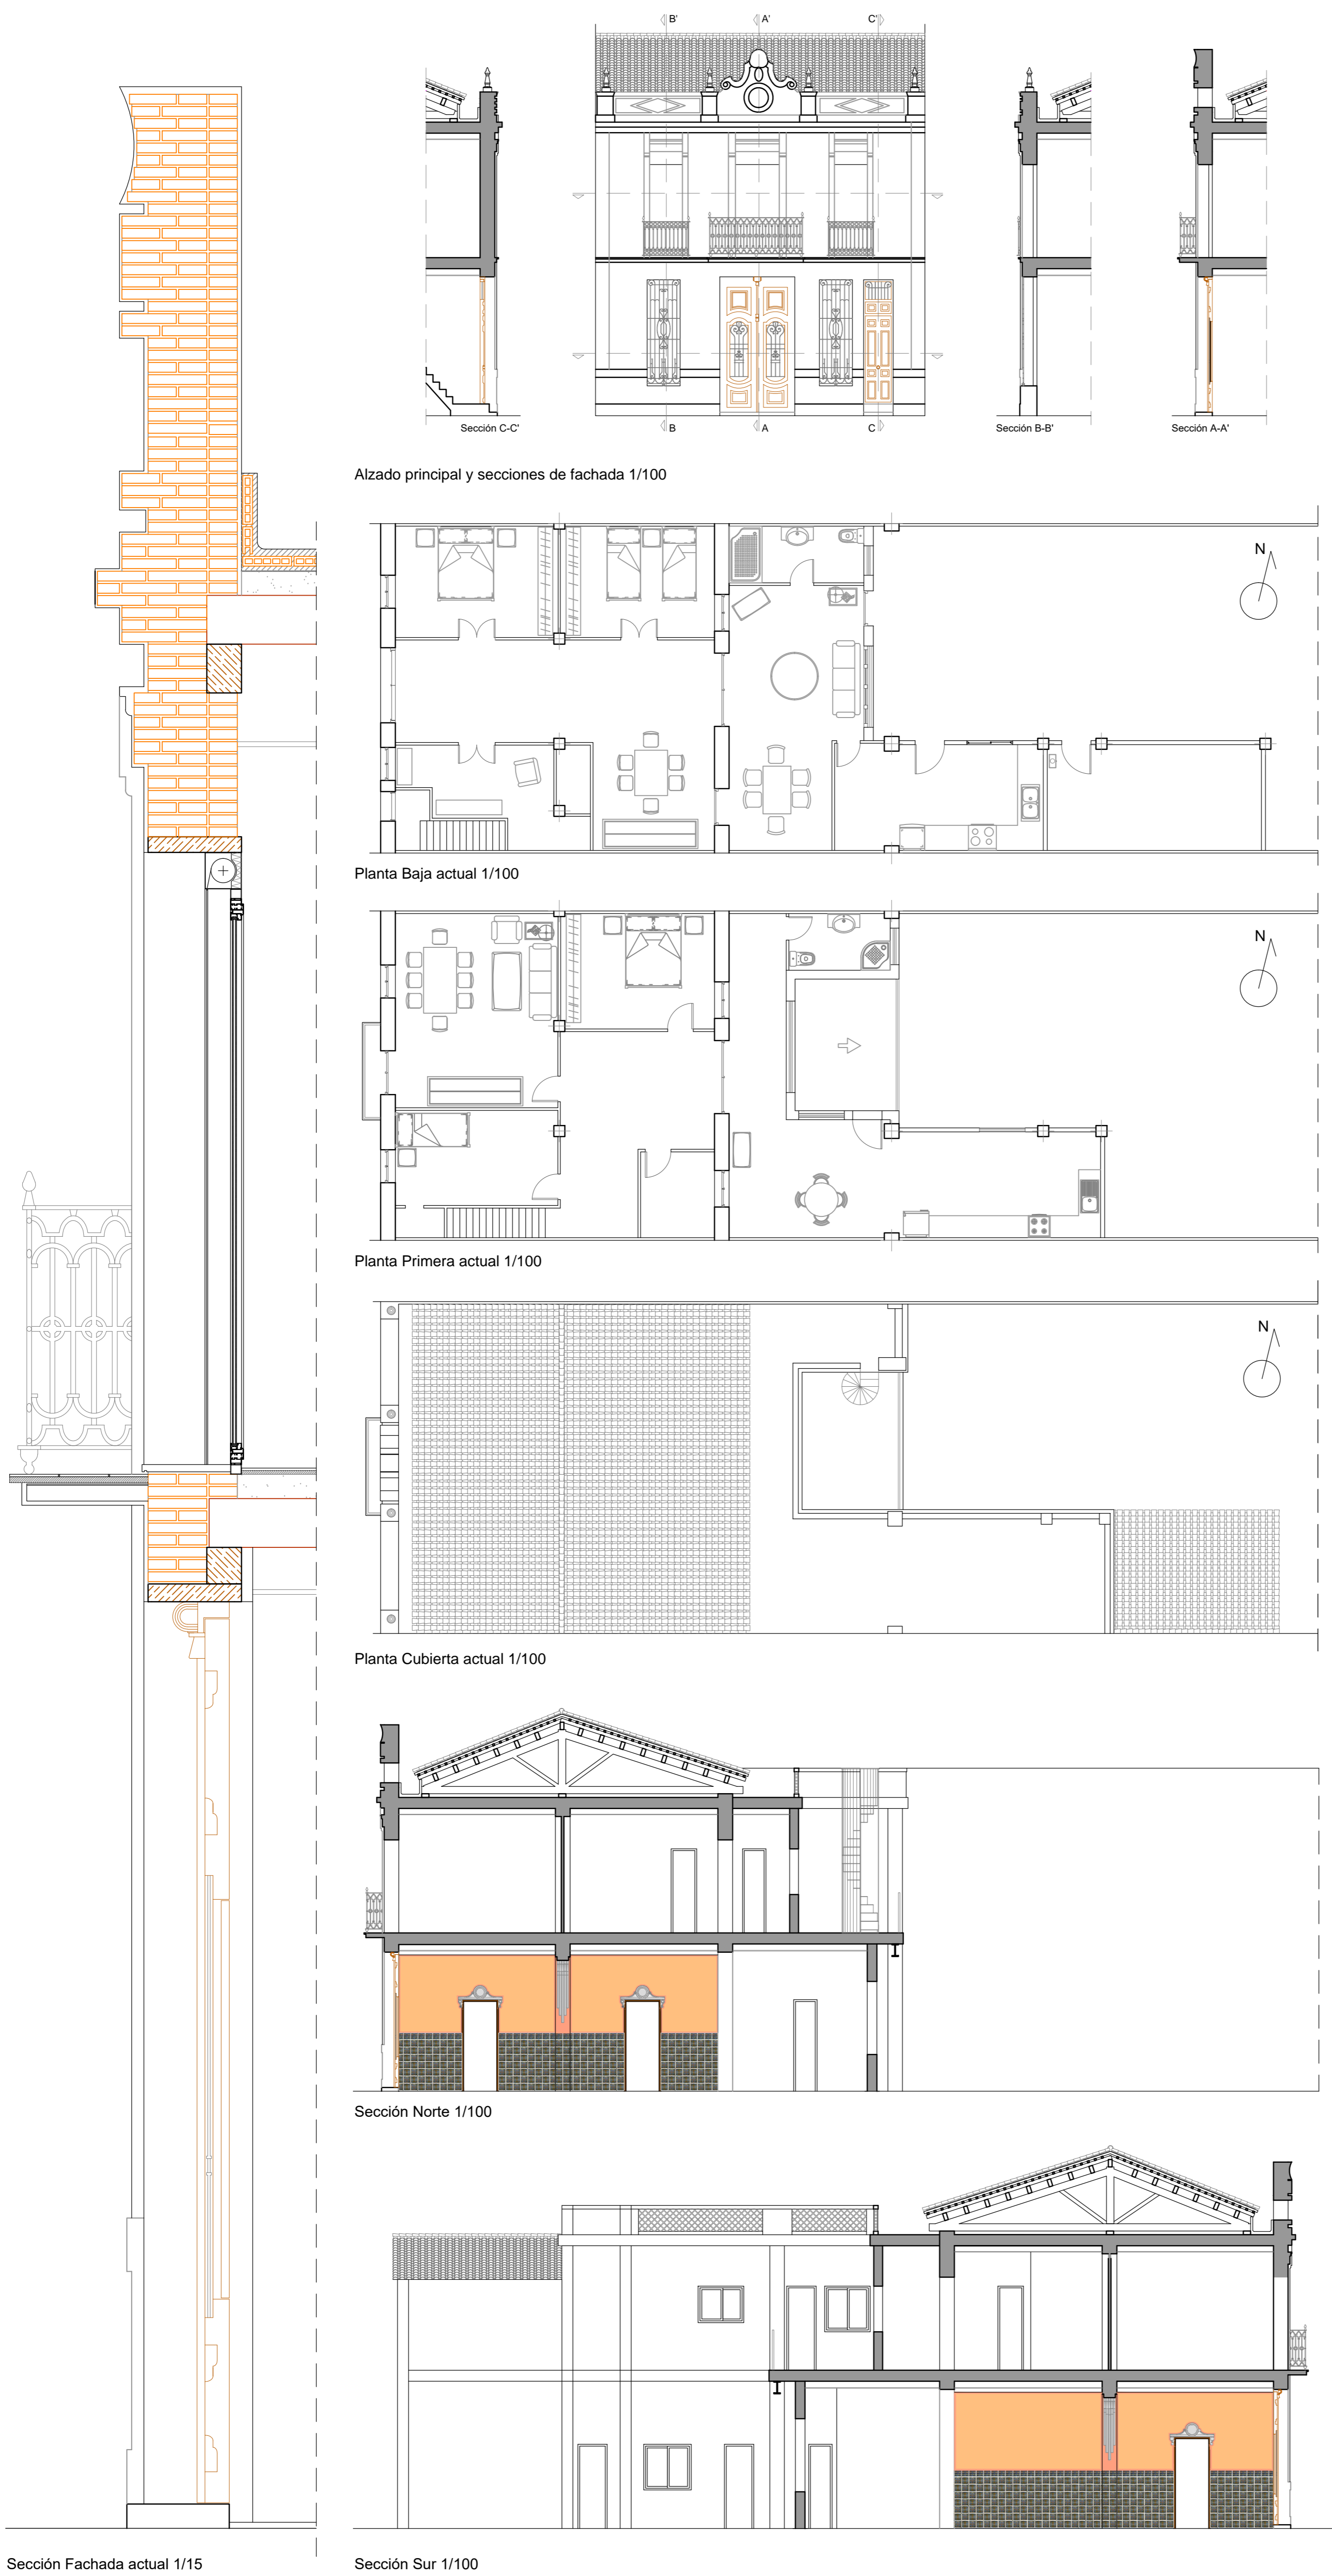 B' A' C'
Sección C-C' B A C Sección B-B' Sección A-A'
Alzado principal y secciones de fachada 1/100
N
Planta Baja actual 1/100
N
Planta Primera actual 1/100
N
Planta Cubierta actual 1/100
Sección Norte 1/100
Sección Fachada actual 1/15
Sección Sur 1/100